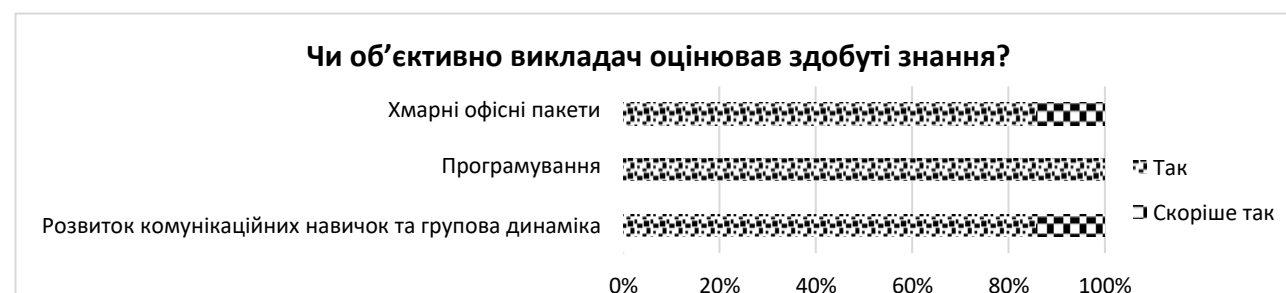 Чи об’єктивно викладач оцінював здобуті знання?
Хмарні офісні пакети
Програмування
Розвиток комунікаційних навичок та групова динаміка
Так
Скоріше так
0% 20% 40% 60% 80% 100%